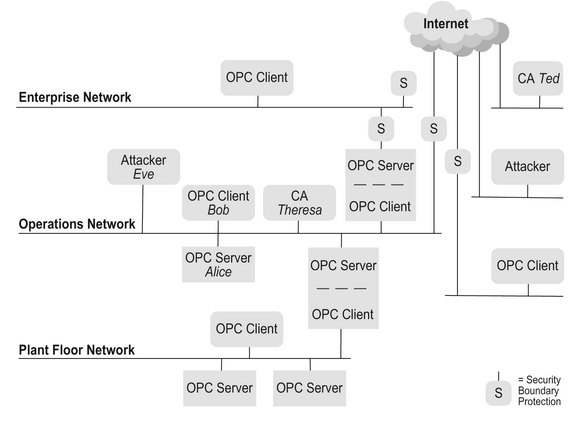 Internet
OPC Client
S
CA Ted
Enterprise Network
S
S
Attacker
Eve
OPC Server
S
Attacker
OPC Client
Bob
CA
Theresa
OPC Client
Operations Network
OPC Server
Alice
OPC Server
OPC Client
OPC Client
OPC Client
Plant Floor Network
OPC Server
OPC Server
S
= Security
Boundary
Protection